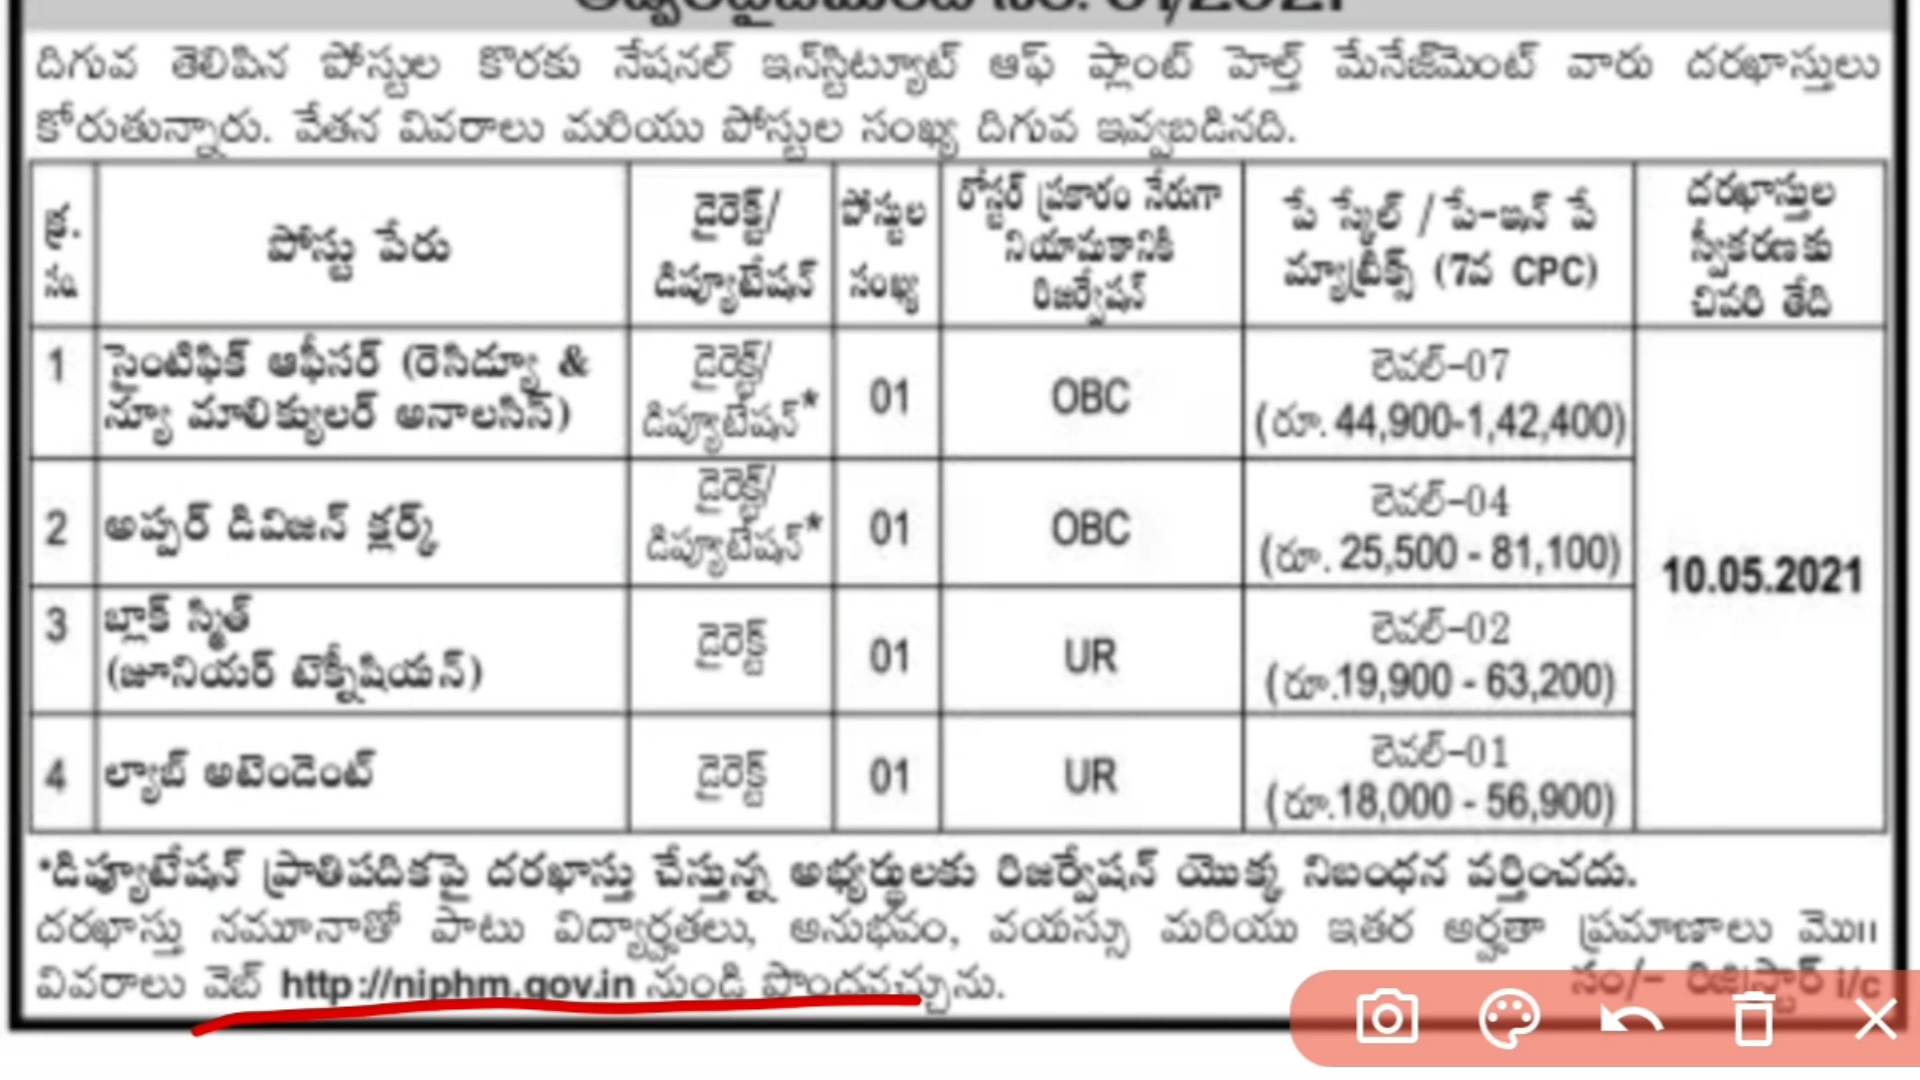 అడ్వర్టైజ్‌మెంట్ నం. 01/2021
దిగువ తెలిపిన పోస్టుల కొరకు నేషనల్ ఇన్‌స్టిట్యూట్ ఆఫ్ ప్లాంట్ హెల్త్ మేనేజ్‌మెంట్ వారు దరఖాస్తులు
కోరుతున్నారు. వేతన వివరాలు మరియు పోస్టుల సంఖ్య దిగువ ఇవ్వబడినది.
క్ర. సం
పోస్టు పేరు
డైరెక్ట్/
డిప్యూటేషన్
పోస్టుల
సంఖ్య
రోస్టర్ ప్రకారం నేరుగా
నియామకానికి
రిజర్వేషన్
పే స్కేల్ / పే-ఇన్ పే
మ్యాట్రిక్స్ (7వ CPC)
దరఖాస్తుల
స్వీకరణకు
చివరి తేది
1
సైంటిఫిక్ ఆఫీసర్ (రెసిడ్యూ &
న్యూ మాలిక్యులర్ అనాలసిస్)
డైరెక్ట్/
డిప్యూటేషన్*
01
OBC
లెవల్-07
(రూ. 44,900-1,42,400)
2
అప్పర్ డివిజన్ క్లర్క్
డైరెక్ట్/
డిప్యూటేషన్*
01
OBC
లెవల్-04
(రూ. 25,500 - 81,100)
3
బ్లాక్ స్మిత్
(జూనియర్ టెక్నీషియన్)
డైరెక్ట్
01
UR
లెవల్-02
(రూ.19,900 - 63,200)
4
ల్యాబ్ అటెండెంట్
డైరెక్ట్
01
UR
లెవల్-01
(రూ.18,000 - 56,900)
10.05.2021
*డిప్యూటేషన్ ప్రాతిపదికపై దరఖాస్తు చేస్తున్న అభ్యర్థులకు రిజర్వేషన్ యొక్క నిబంధన వర్తించదు.
దరఖాస్తు నమూనాతో పాటు విద్యార్హతలు, అనుభవం, వయస్సు మరియు ఇతర అర్హతా ప్రమాణాలు మొ॥
వివరాలు వెబ్ http://niphm.gov.in నుండి పొందవచ్చును.
సం/- రిజిస్ట్రార్ i/c